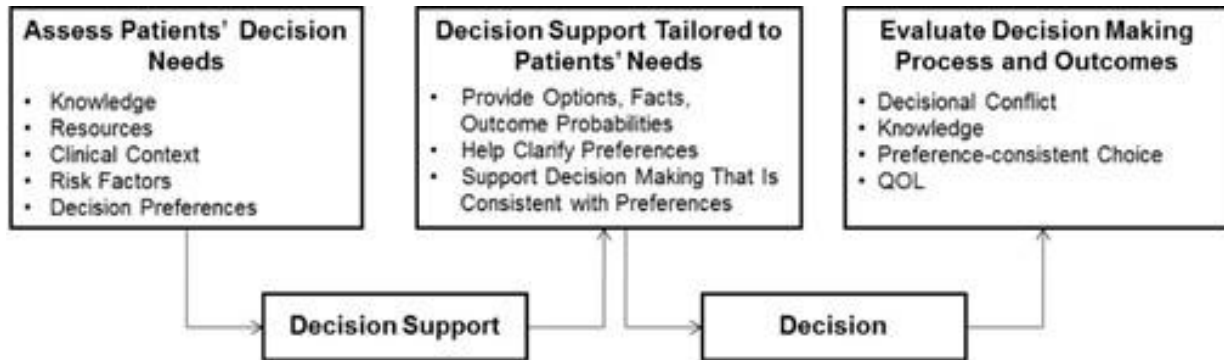 Assess Patients' Decision
Needs
• Knowledge
• Resources
• Clinical Context
• Risk Factors
• Decision Preferences
Decision Support Tailored to
Patients' Needs
• Provide Options, Facts,
Outcome Probabilities
• Help Clarify Preferences
• Support Decision Making That Is
Consistent with Preferences
Evaluate Decision Making
Process and Outcomes
• Decisional Conflict
• Knowledge
• Preference-consistent Choice
• QOL
Decision Support
Decision